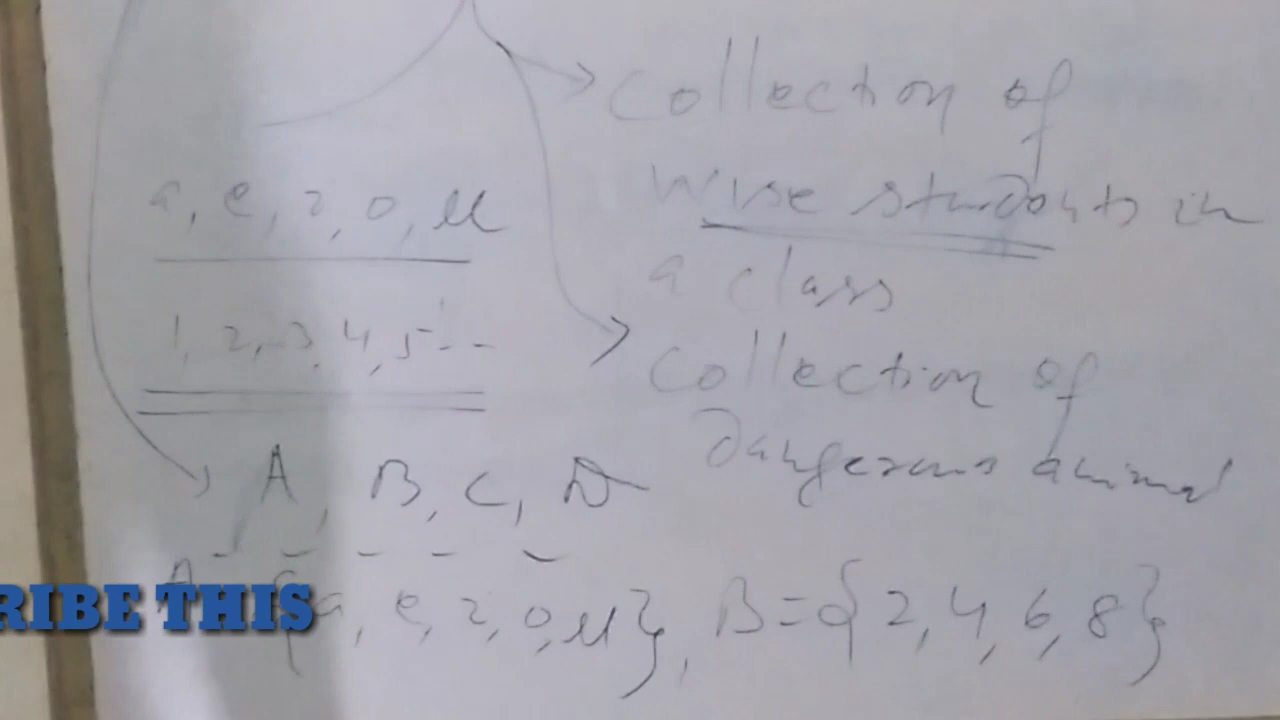 collection of
wise students in
a class
a, e, i, o, u
1, 2, 3, 4, 5 - - -
collection of
dangerous animal
A, B, C, D
A = {a, e, i, o, u}, B = {2, 4, 6, 8}
RIBE THIS